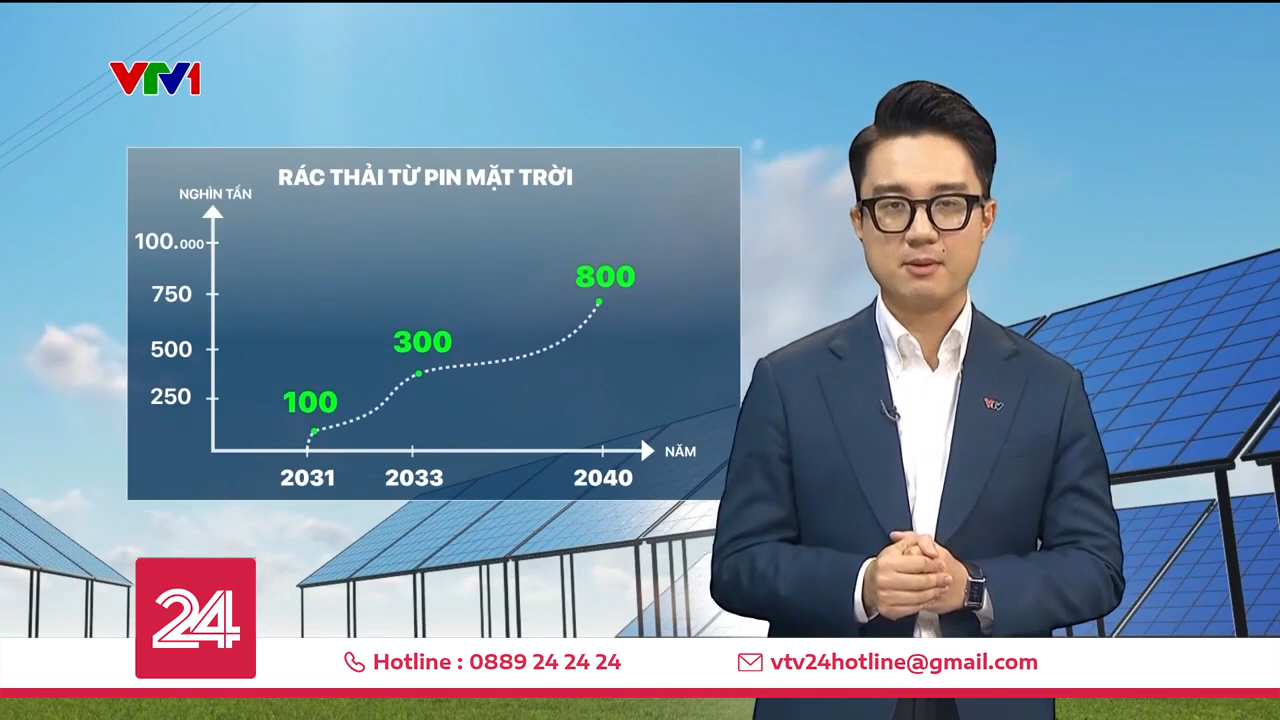 VTV1
RÁC THẢI TỪ PIN MẶT TRỜI
NGHÌN TẤN
100.000
750
500
250
800
300
100
2031 2033 2040
NĂM
VTV
24
Hotline : 0889 24 24 24
vtv24hotline@gmail.com